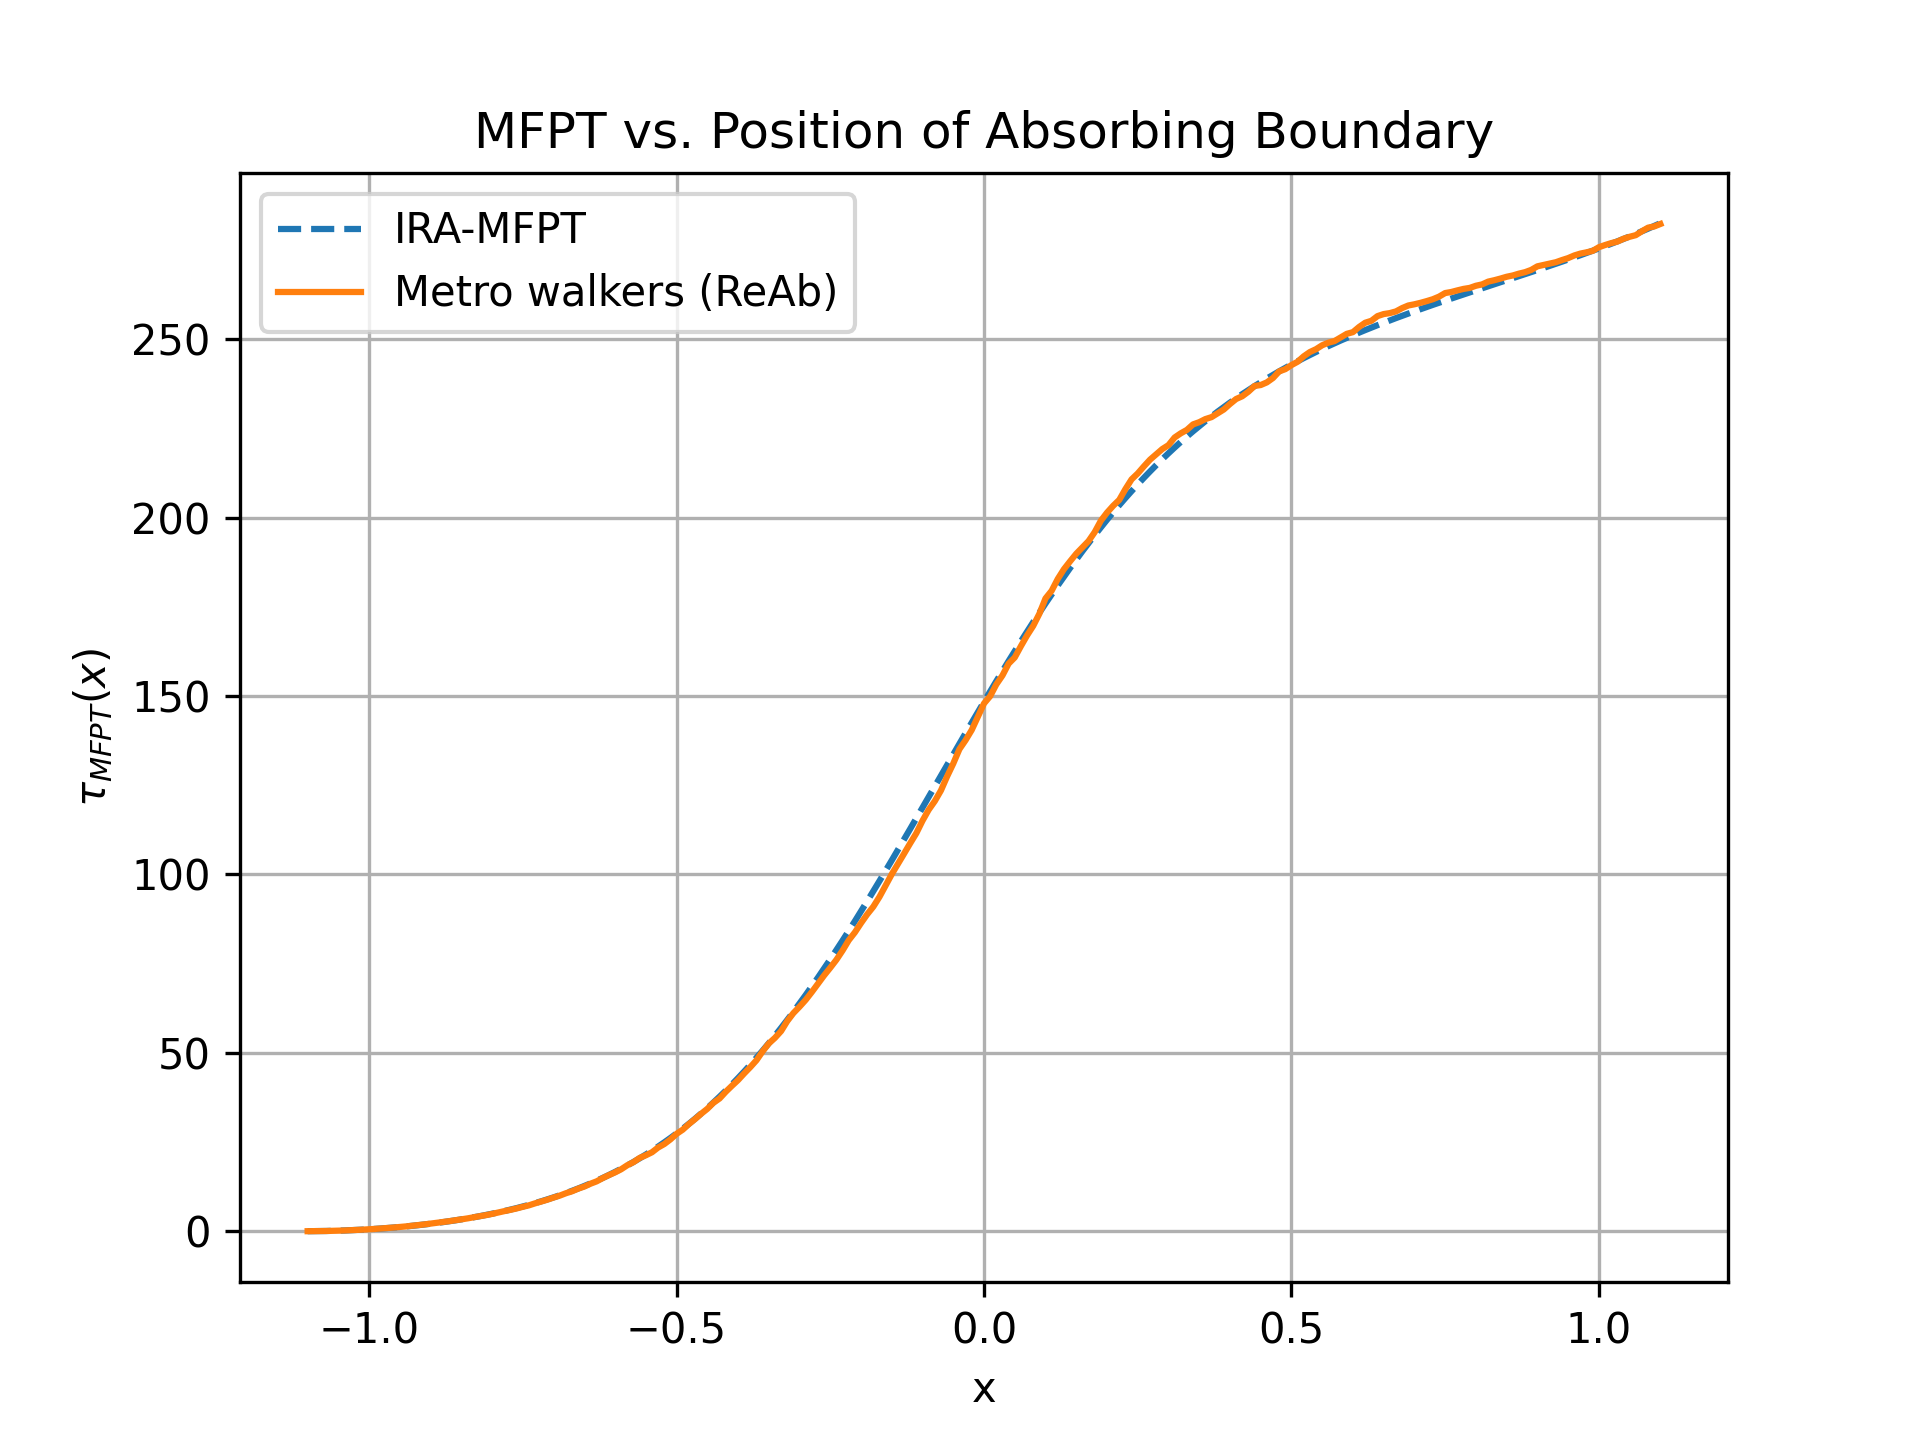 MFPT vs. Position of Absorbing Boundary
IRA-MFPT
Metro walkers (ReAb)
250
200
150
100
50
0
τ_MFPT(x)
−1.0 −0.5 0.0 0.5 1.0
x